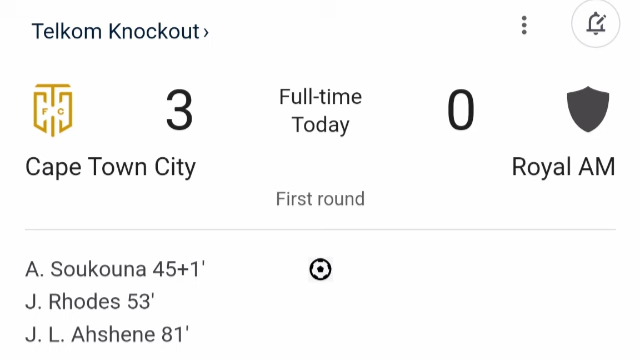 Telkom Knockout ›
3 Full-time 0
Today
Cape Town City Royal AM
First round
A. Soukouna 45+1'
J. Rhodes 53'
J. L. Ahshene 81'